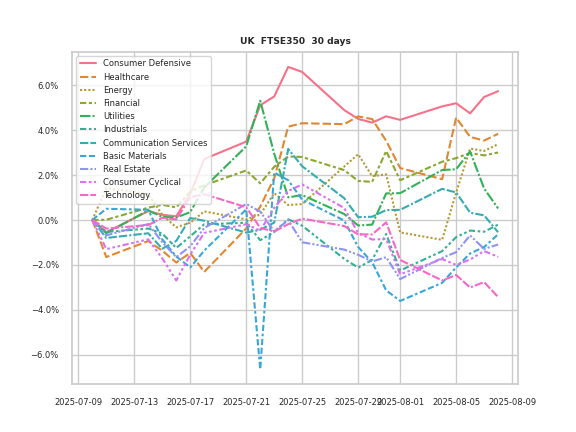 UK  FTSE350  30 days
Consumer Defensive
Healthcare
Energy
Financial
Utilities
Industrials
Communication Services
Basic Materials
Real Estate
Consumer Cyclical
Technology
6.0%
4.0%
2.0%
0.0%
−2.0%
−4.0%
−6.0%
2025-07-09
2025-07-13
2025-07-17
2025-07-21
2025-07-25
2025-07-29
2025-08-01
2025-08-05
2025-08-09